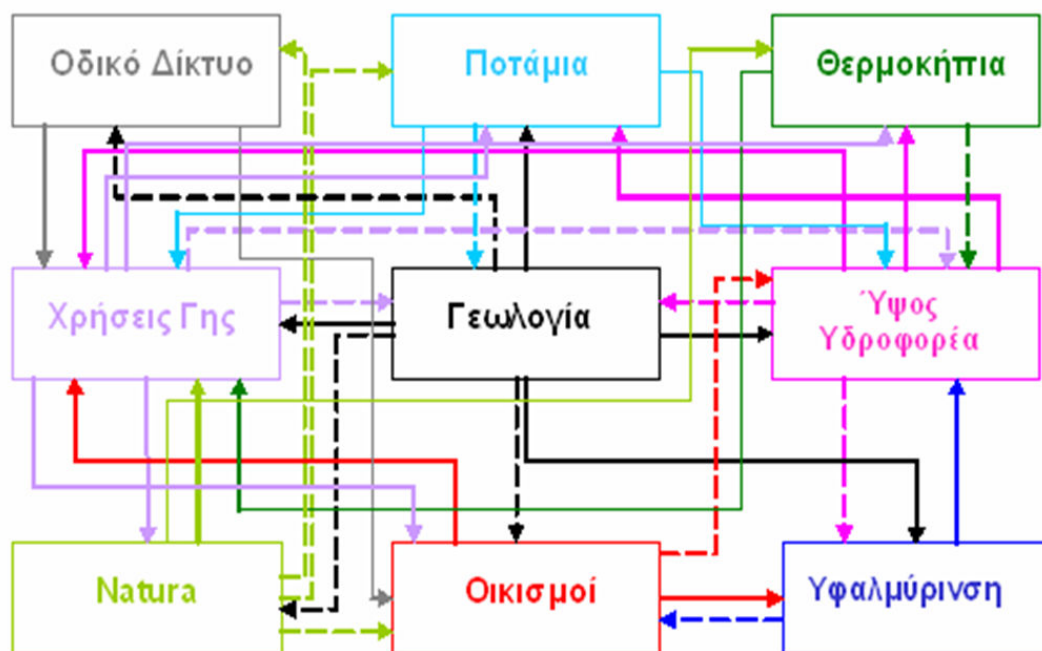 Οδικό Δίκτυο
Ποτάμια
Θερμοκήπια
Χρήσεις Γης
Γεωλογία
Ύψος
Υδροφορέα
Natura
Οικισμοί
Υφαλμύρινση